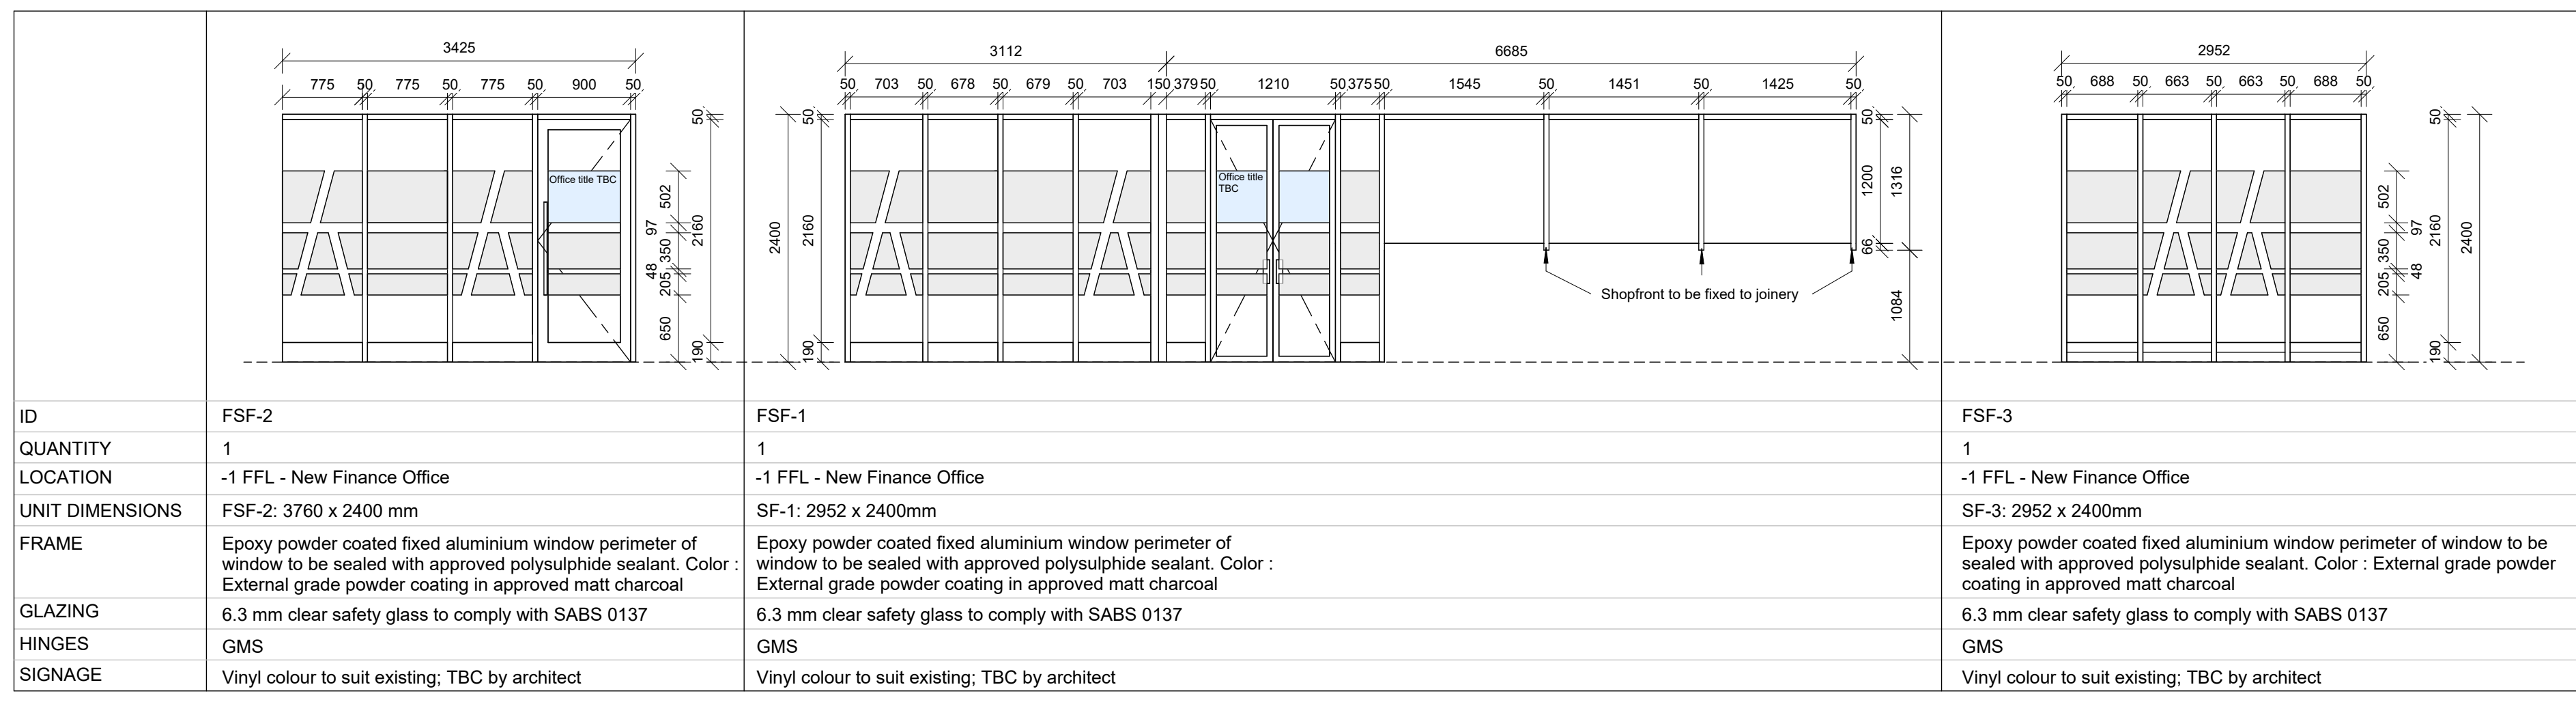 3425
775 50 775 50 775 50 900 50
Office title TBC
50
2160
190
502
97
350
48
205
650
3112 6685
50 703 50 678 50 679 50 703 150 379 50 1210 50 375 50 1545 50 1451 50 1425 50
2400
50
2160
190
Office title
TBC
50
1200
66
1316
1084
Shopfront to be fixed to joinery
2952
50 688 50 663 50 663 50 688 50
502
97
350
48
205
650
50
2160
190
2400
ID FSF-2 FSF-1 FSF-3
QUANTITY 1 1 1
LOCATION -1 FFL - New Finance Office -1 FFL - New Finance Office -1 FFL - New Finance Office
UNIT DIMENSIONS FSF-2: 3760 x 2400 mm SF-1: 2952 x 2400mm SF-3: 2952 x 2400mm
FRAME Epoxy powder coated fixed aluminium window perimeter of
window to be sealed with approved polysulphide sealant. Color :
External grade powder coating in approved matt charcoal
Epoxy powder coated fixed aluminium window perimeter of
window to be sealed with approved polysulphide sealant. Color :
External grade powder coating in approved matt charcoal
Epoxy powder coated fixed aluminium window perimeter of window to be
sealed with approved polysulphide sealant. Color : External grade powder
coating in approved matt charcoal
GLAZING 6.3 mm clear safety glass to comply with SABS 0137 6.3 mm clear safety glass to comply with SABS 0137 6.3 mm clear safety glass to comply with SABS 0137
HINGES GMS GMS GMS
SIGNAGE Vinyl colour to suit existing; TBC by architect Vinyl colour to suit existing; TBC by architect Vinyl colour to suit existing; TBC by architect